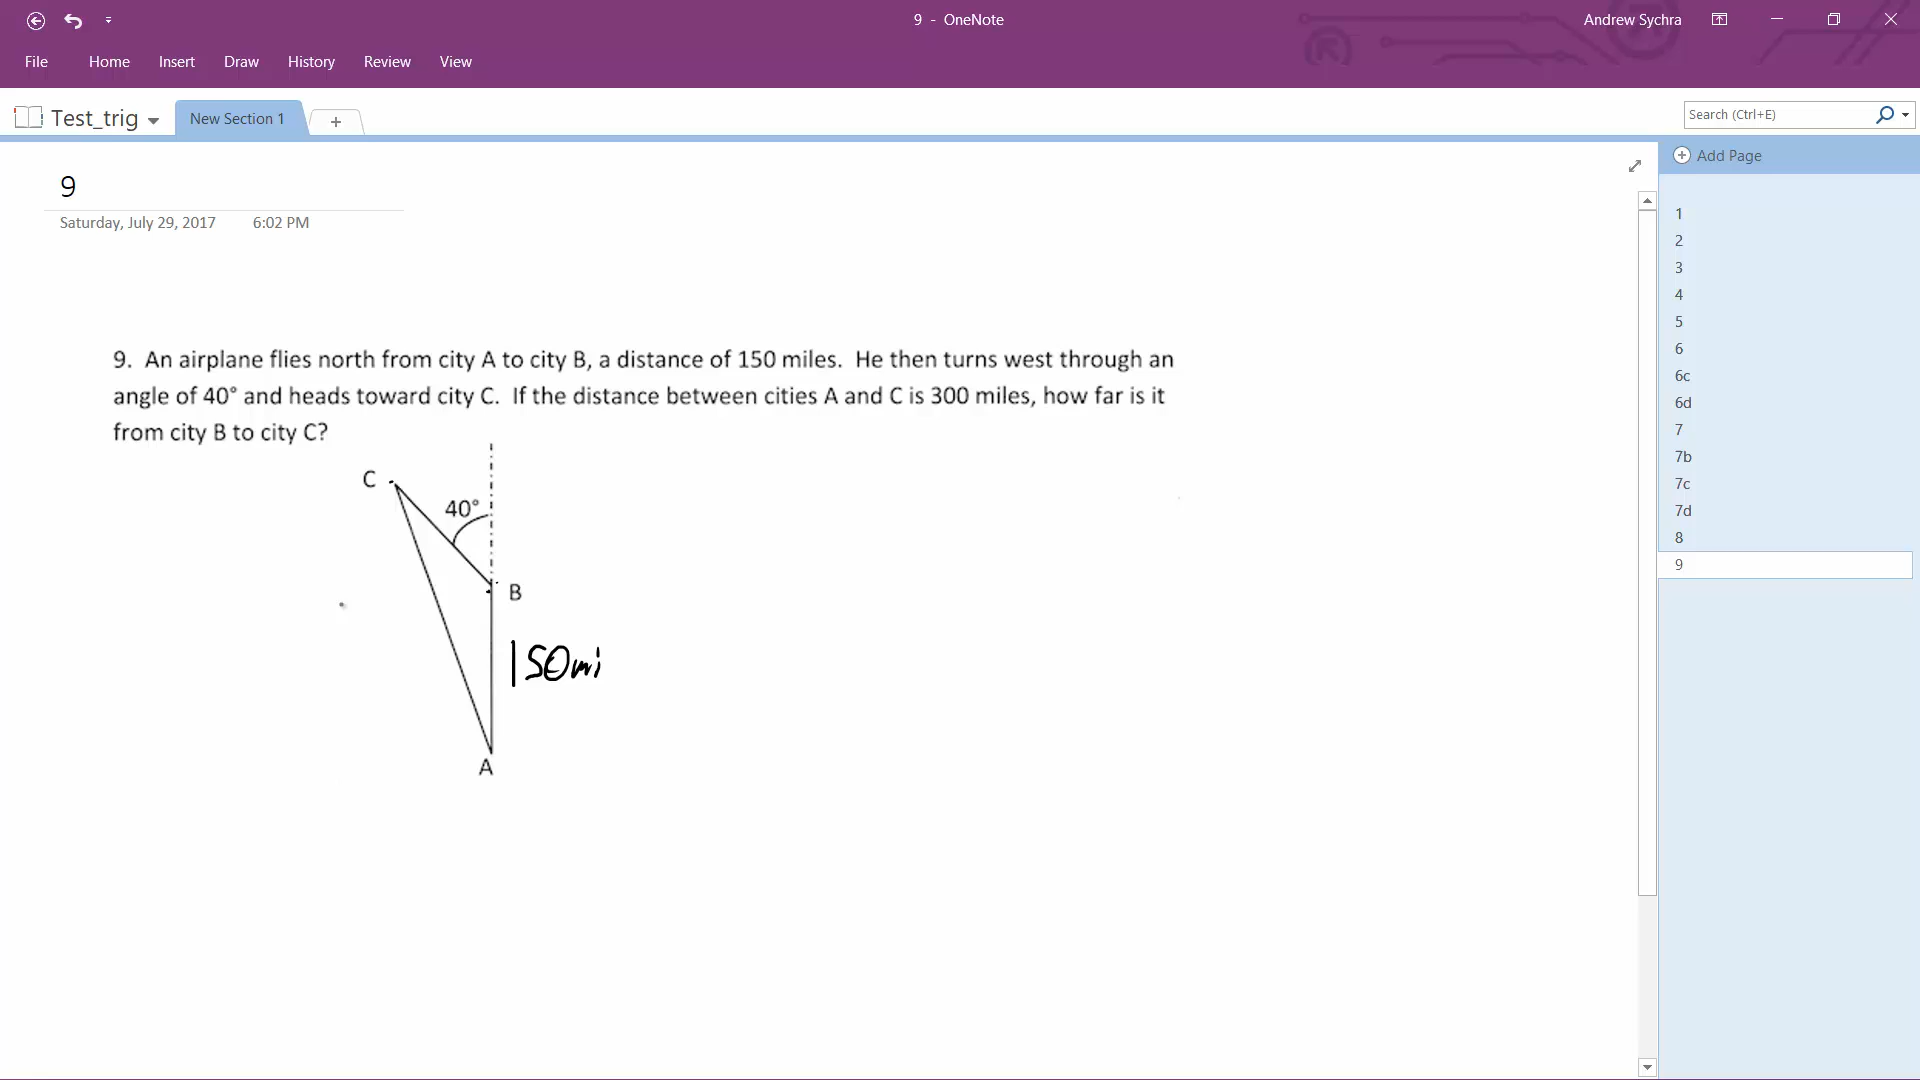 9 - OneNote
Andrew Sychra
File Home Insert Draw History Review View
Test_trig
New Section 1
+
Search (Ctrl+E)
Add Page
9
Saturday, July 29, 2017 6:02 PM
9. An airplane flies north from city A to city B, a distance of 150 miles. He then turns west through an
angle of 40° and heads toward city C. If the distance between cities A and C is 300 miles, how far is it
from city B to city C?
C
40°
B
150mi
A
1
2
3
4
5
6
6c
6d
7
7b
7c
7d
8
9